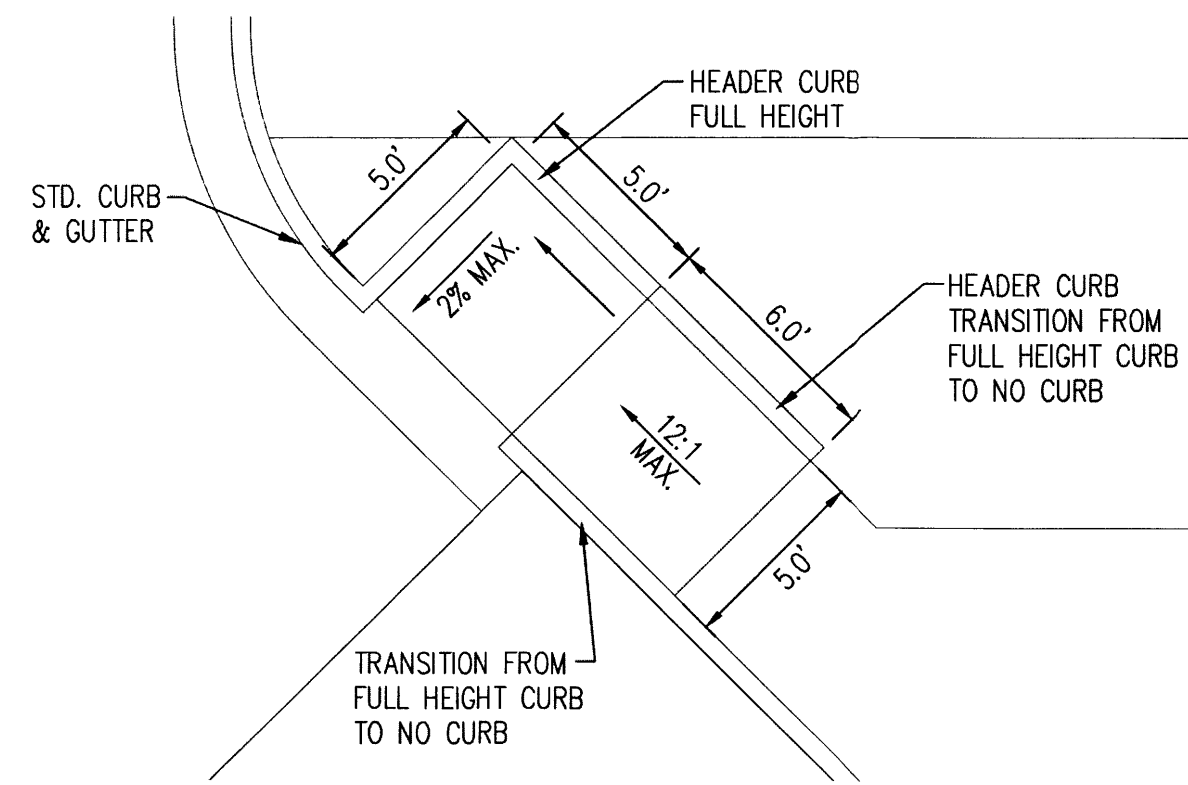 HEADER CURB
FULL HEIGHT
5.0'
5.0'
STD. CURB
& GUTTER
2% MAX.
6.0'
HEADER CURB
TRANSITION FROM
FULL HEIGHT CURB
TO NO CURB
12:1
MAX.
5.0'
TRANSITION FROM
FULL HEIGHT CURB
TO NO CURB